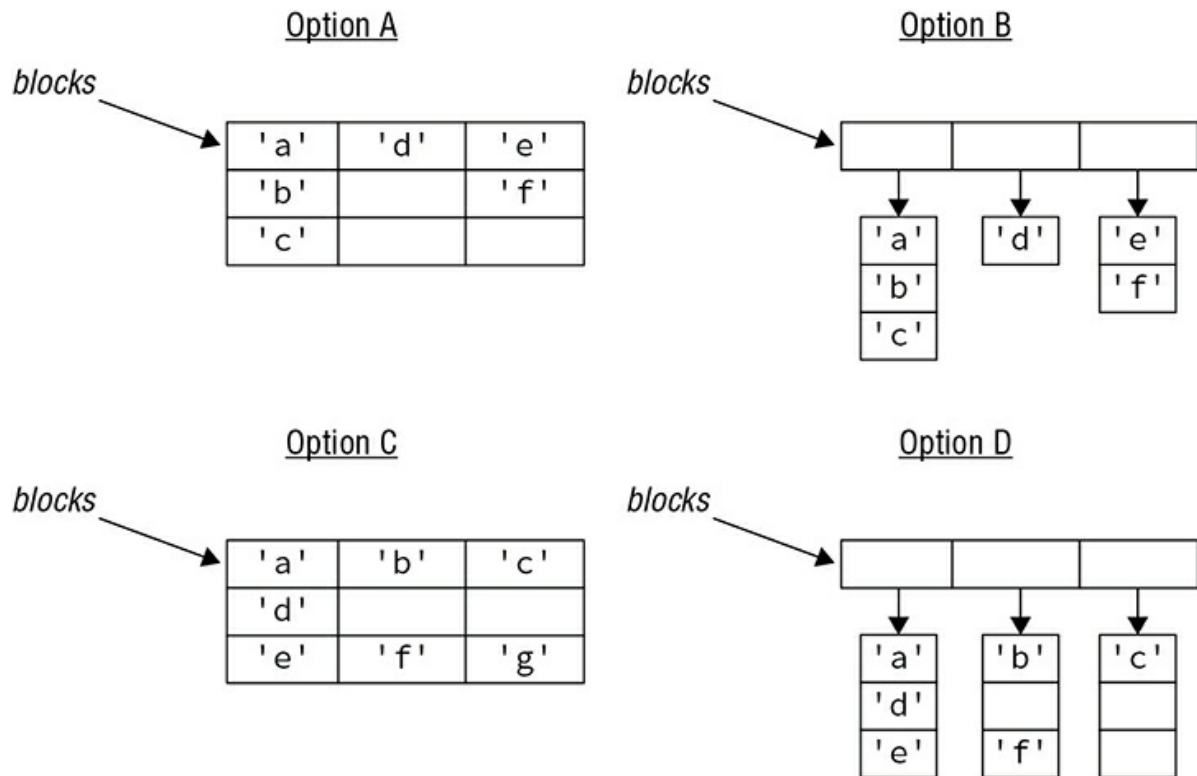 Option A
blocks
'a' 'd' 'e'
'b' 'f'
'c'
Option B
blocks
'a' 'd' 'e'
'b' 'f'
'c'
Option C
blocks
'a' 'b' 'c'
'd'
'e' 'f' 'g'
Option D
blocks
'a' 'b' 'c'
'd'
'e' 'f'